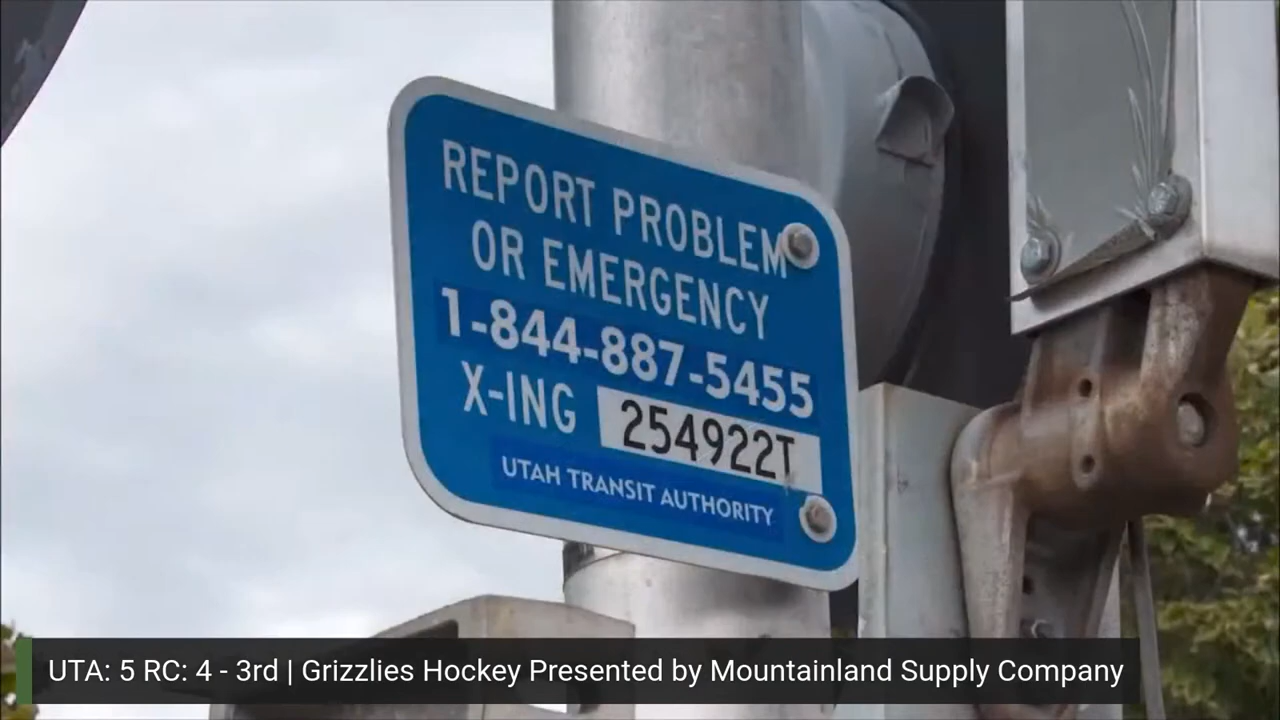 REPORT PROBLEM
OR EMERGENCY
1-844-887-5455
X-ING 254922T
UTAH TRANSIT AUTHORITY
UTA: 5 RC: 4 - 3rd | Grizzlies Hockey Presented by Mountainland Supply Company